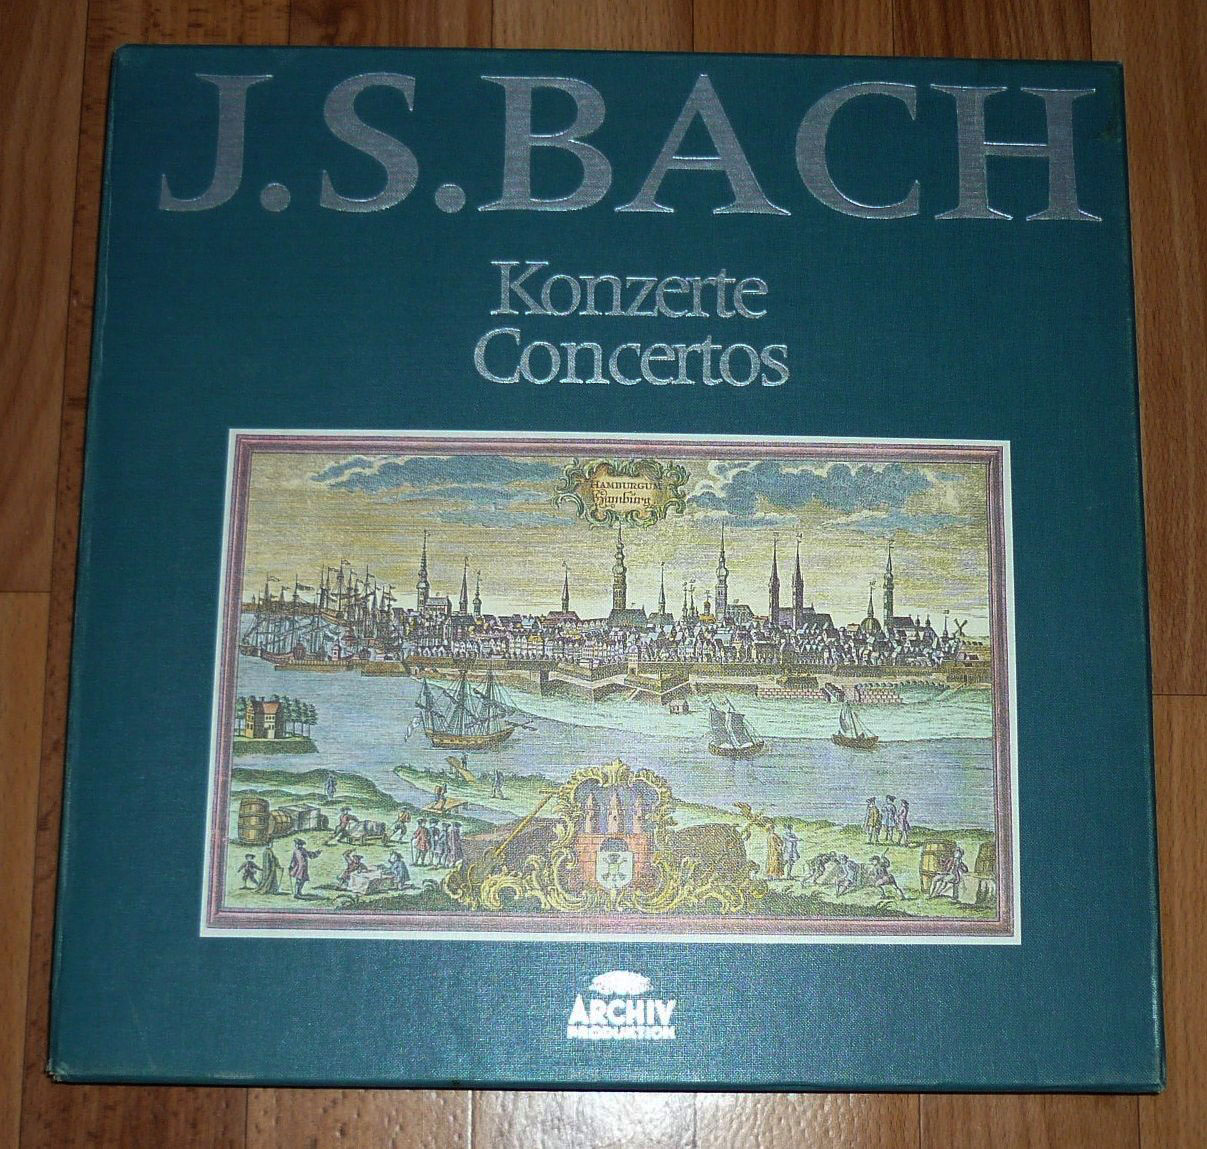 J.S.BACH
Konzerte
Concertos
HAMBURGUM
Hamburg
ARCHIV
PRODUKTION